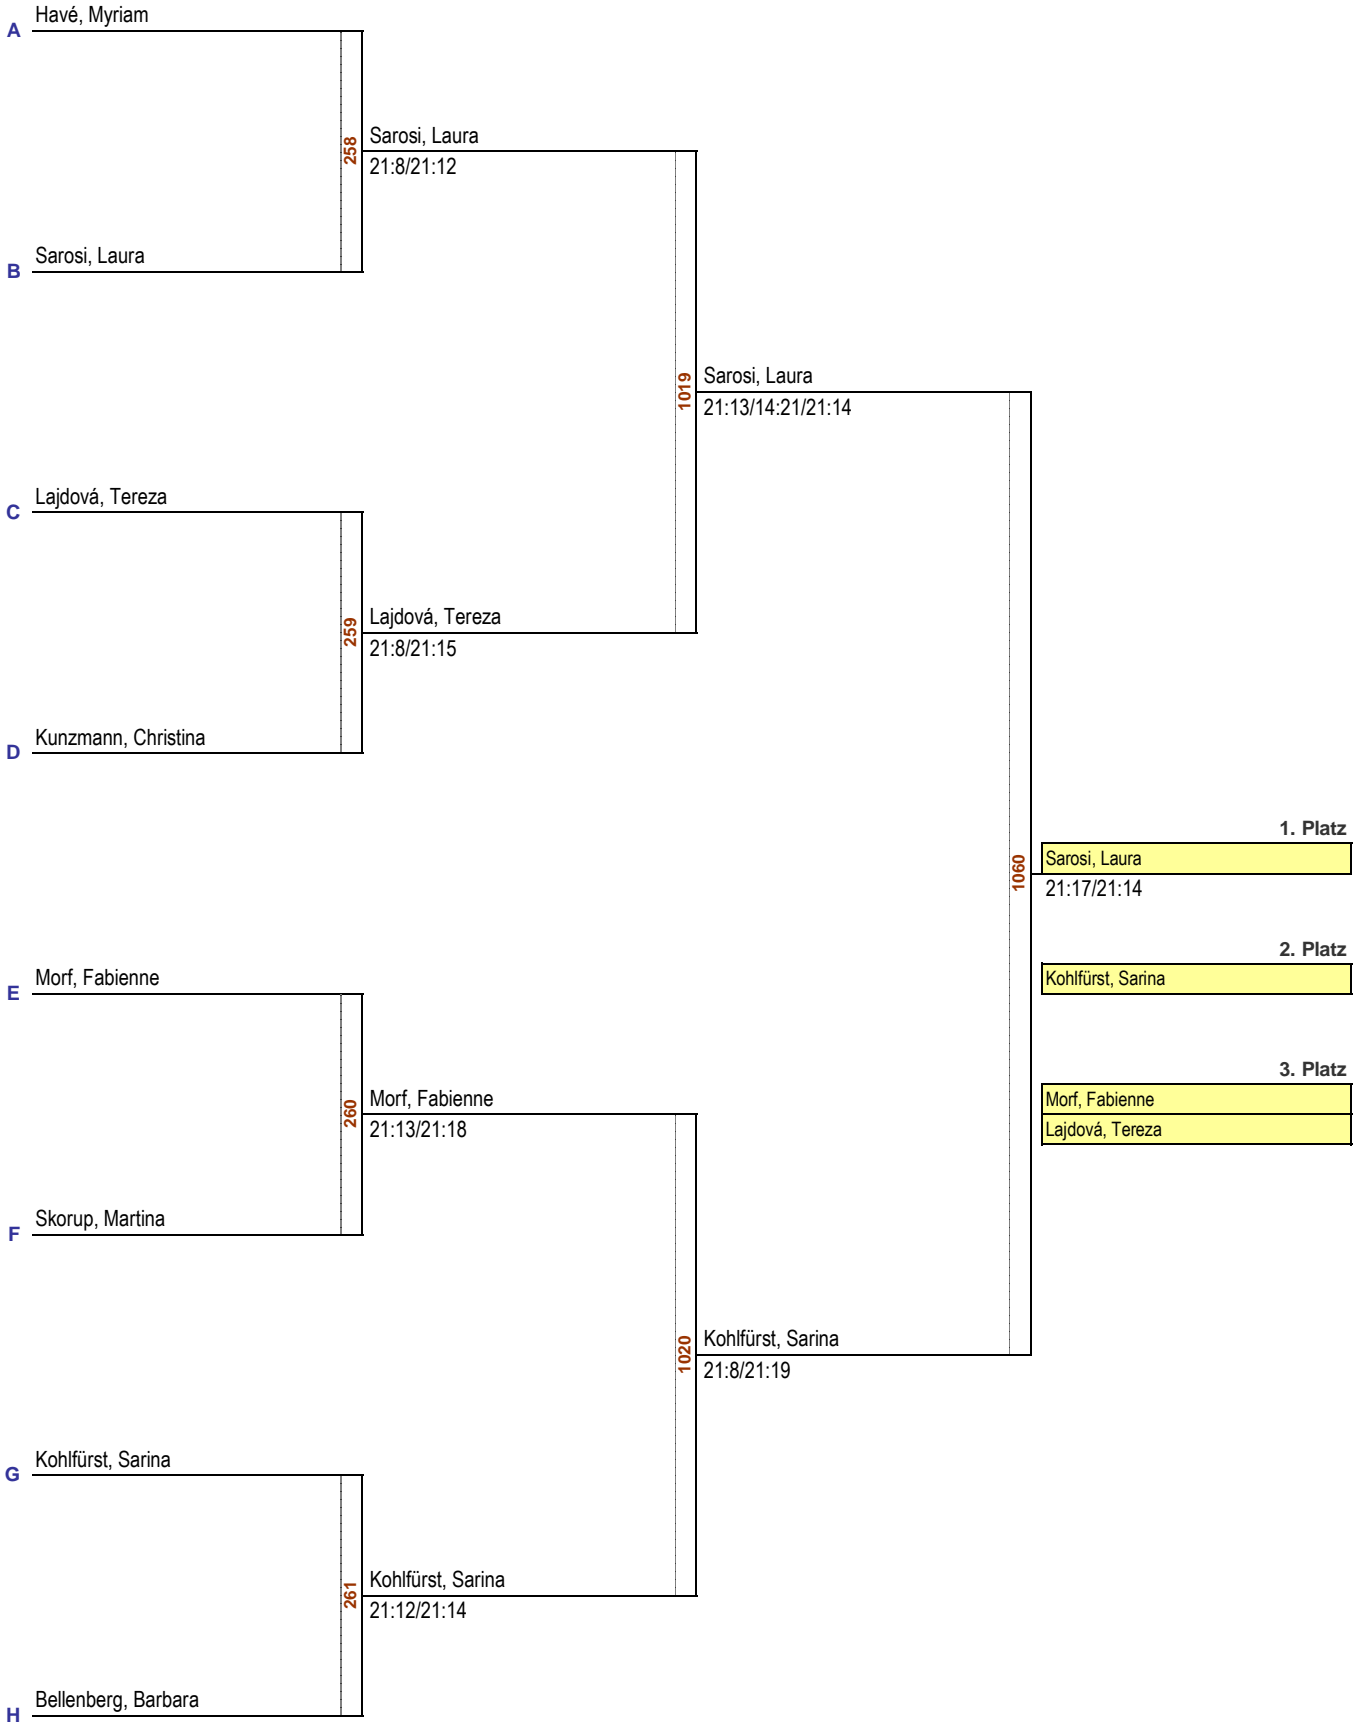 Havé, Myriam
A
258
Sarosi, Laura
21:8/21:12
Sarosi, Laura
B
1019
Sarosi, Laura
21:13/14:21/21:14
Lajdová, Tereza
C
259
Lajdová, Tereza
21:8/21:15
Kunzmann, Christina
D
1. Platz
1060
Sarosi, Laura
21:17/21:14
2. Platz
Kohlfürst, Sarina
Morf, Fabienne
E
3. Platz
Morf, Fabienne
Lajdová, Tereza
260
Morf, Fabienne
21:13/21:18
Skorup, Martina
F
1020
Kohlfürst, Sarina
21:8/21:19
Kohlfürst, Sarina
G
261
Kohlfürst, Sarina
21:12/21:14
Bellenberg, Barbara
H